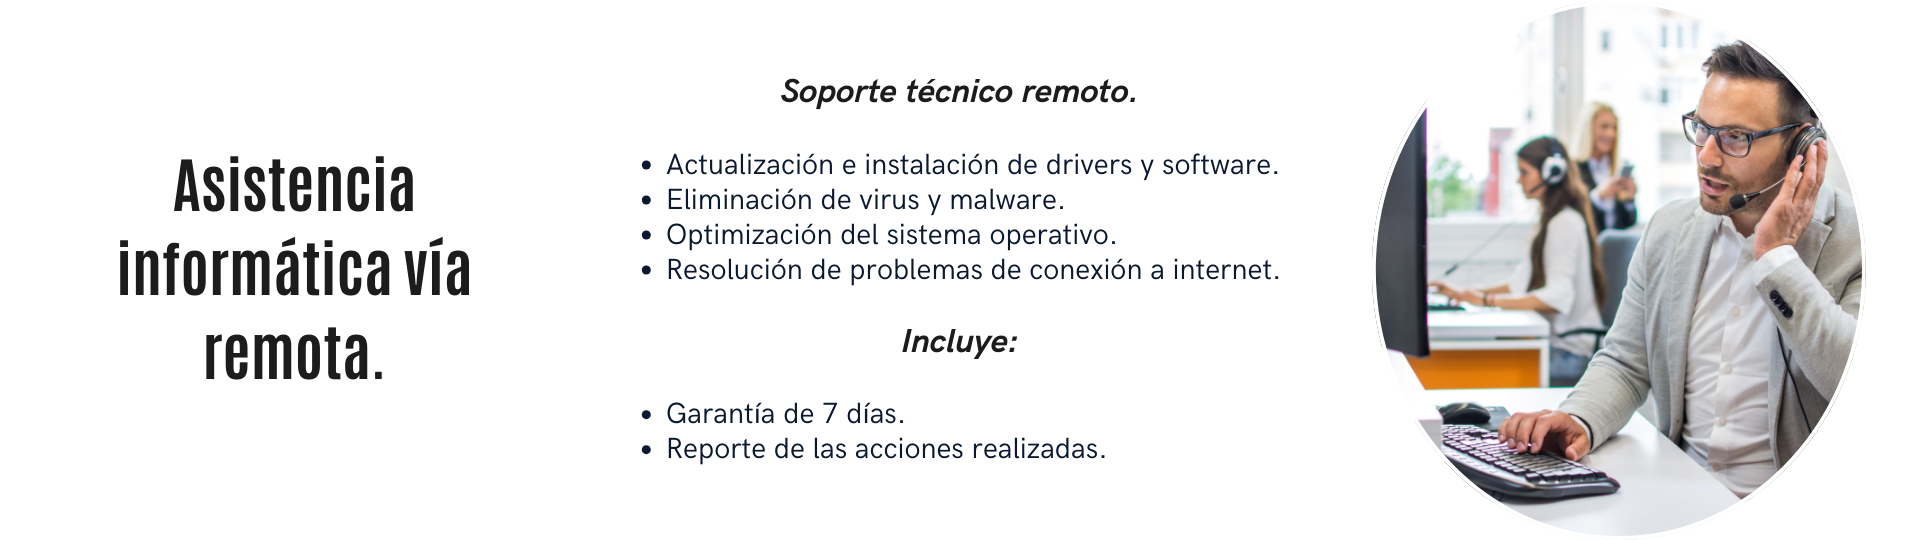 Asistencia
informática vía
remota.
Soporte técnico remoto.
• Actualización e instalación de drivers y software.
• Eliminación de virus y malware.
• Optimización del sistema operativo.
• Resolución de problemas de conexión a internet.
Incluye:
• Garantía de 7 días.
• Reporte de las acciones realizadas.